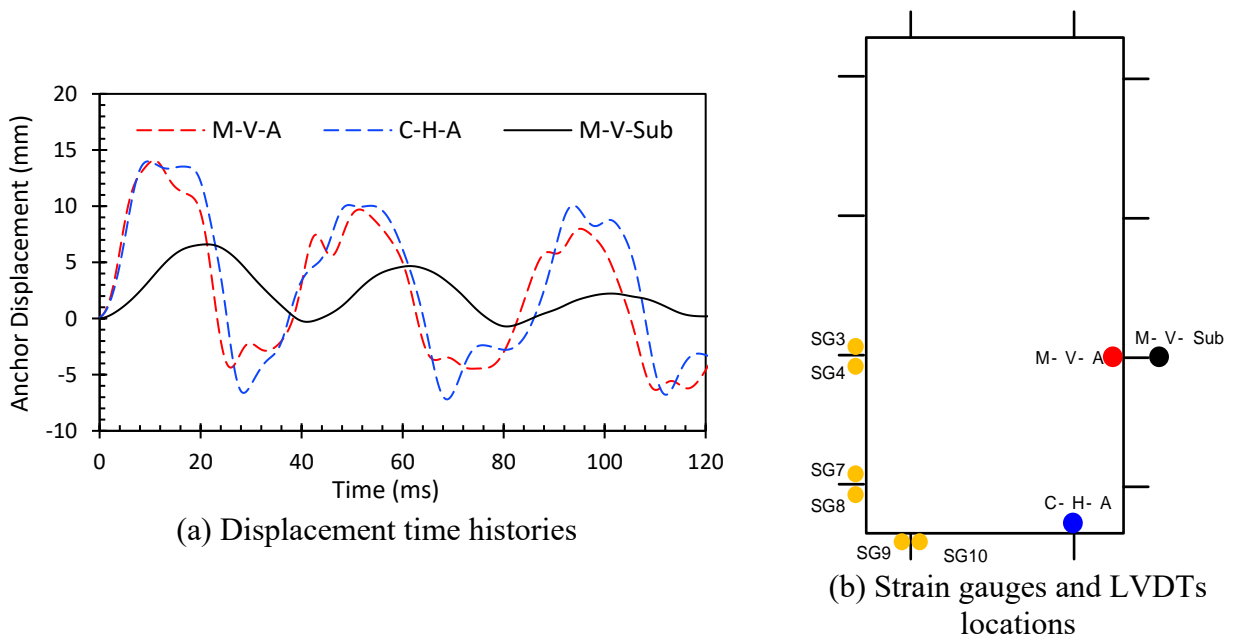 20
15
10
5
0
-5
-10
Anchor Displacement (mm)
M-V-A
C-H-A
M-V-Sub
0
20
40
60
80
100
120
Time (ms)
(a) Displacement time histories
SG3
SG4
SG7
SG8
SG9
SG10
M- V- A
M- V- Sub
C- H- A
(b) Strain gauges and LVDTs
locations